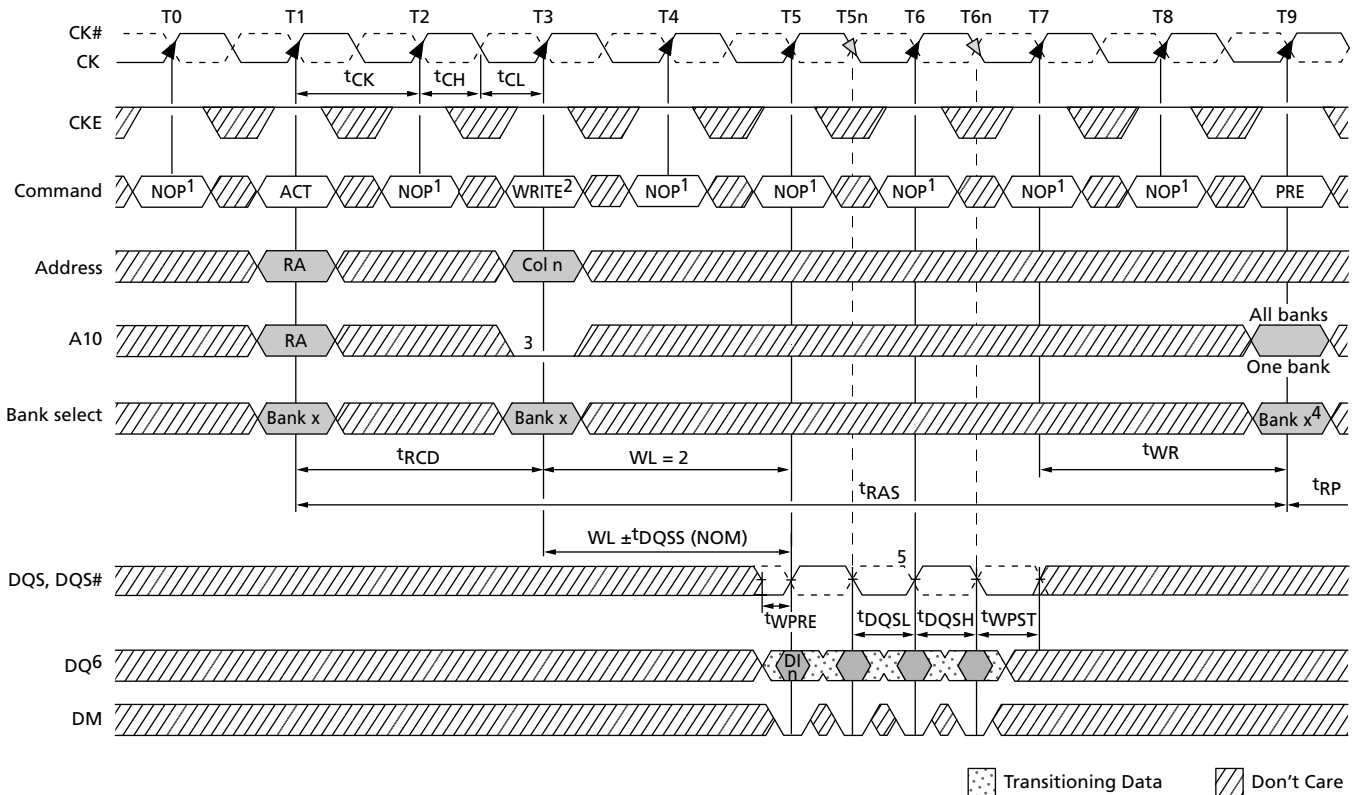 T0 T1 T2 T3 T4 T5 T5n T6 T6n T7 T8 T9
CK#
CK
tCK tCH tCL
CKE
Command NOP1 ACT NOP1 WRITE2 NOP1 NOP1 NOP1 NOP1 NOP1 PRE
Address RA Col n
All banks
A10 RA 3
One bank
Bank select Bank x Bank x Bank x4
tRCD WL = 2 tWR
tRAS tRP
WL ±tDQSS (NOM)
5
DQS, DQS#
tWPRE tDQSL tDQSH tWPST
DQ6 DI
n
DM
Transitioning Data Don't Care